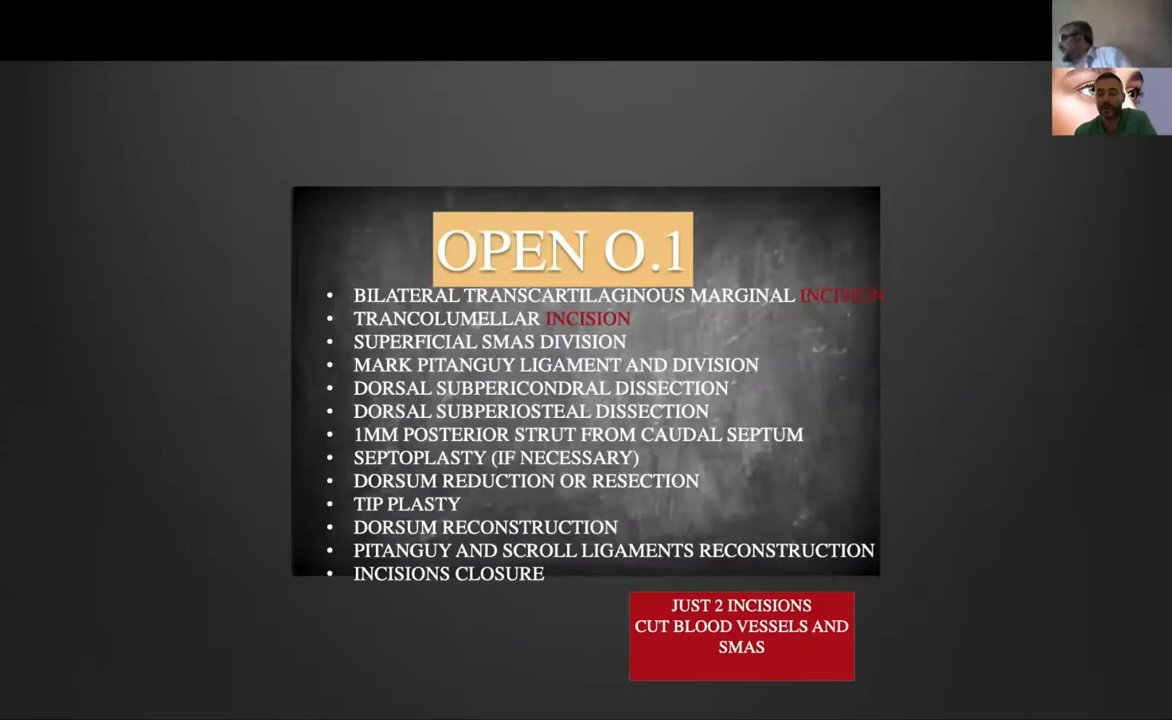 OPEN O.1
• BILATERAL TRANSCARTILAGINOUS MARGINAL INCISION
• TRANCOLUMELLAR INCISION
• SUPERFICIAL SMAS DIVISION
• MARK PITANGUY LIGAMENT AND DIVISION
• DORSAL SUBPERICONDRAL DISSECTION
• DORSAL SUBPERIOSTEAL DISSECTION
• 1MM POSTERIOR STRUT FROM CAUDAL SEPTUM
• SEPTOPLASTY (IF NECESSARY)
• DORSUM REDUCTION OR RESECTION
• TIP PLASTY
• DORSUM RECONSTRUCTION
• PITANGUY AND SCROLL LIGAMENTS RECONSTRUCTION
• INCISIONS CLOSURE
JUST 2 INCISIONS
CUT BLOOD VESSELS AND
SMAS